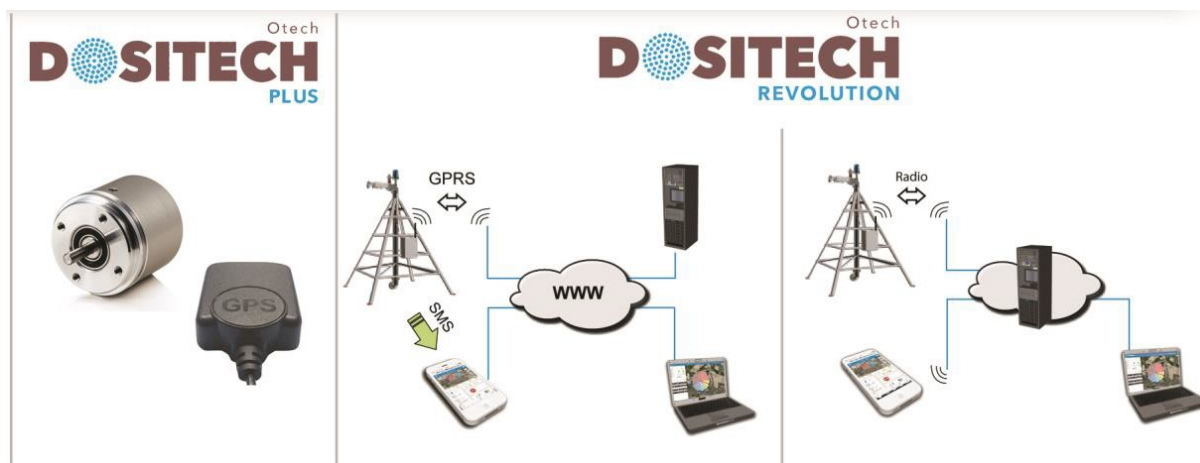 Otech
DOSITECH
PLUS
GPS
Otech
DOSITECH
REVOLUTION
GPRS
WWW
SMS
Radio